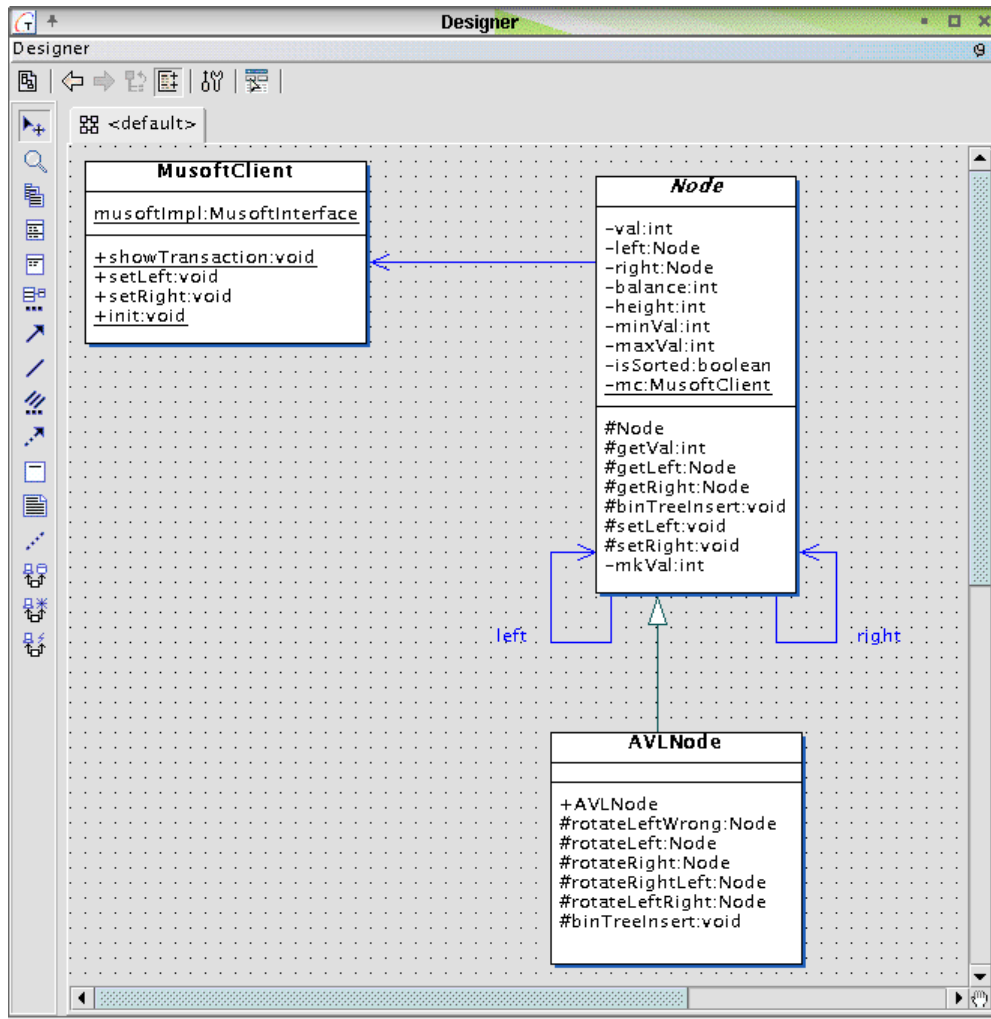 Designer
Designer
<default>
MusoftClient
musoftImpl:MusoftInterface
+showTransaction:void
+setLeft:void
+setRight:void
+init:void
Node
-val:int
-left:Node
-right:Node
-balance:int
-height:int
-minVal:int
-maxVal:int
-isSorted:boolean
-mc:MusoftClient
#Node
#getVal:int
#getLeft:Node
#getRight:Node
#binTreeInsert:void
#setLeft:void
#setRight:void
-mkVal:int
left
right
AVLNode
+AVLNode
#rotateLeftWrong:Node
#rotateLeft:Node
#rotateRight:Node
#rotateRightLeft:Node
#rotateLeftRight:Node
#binTreeInsert:void